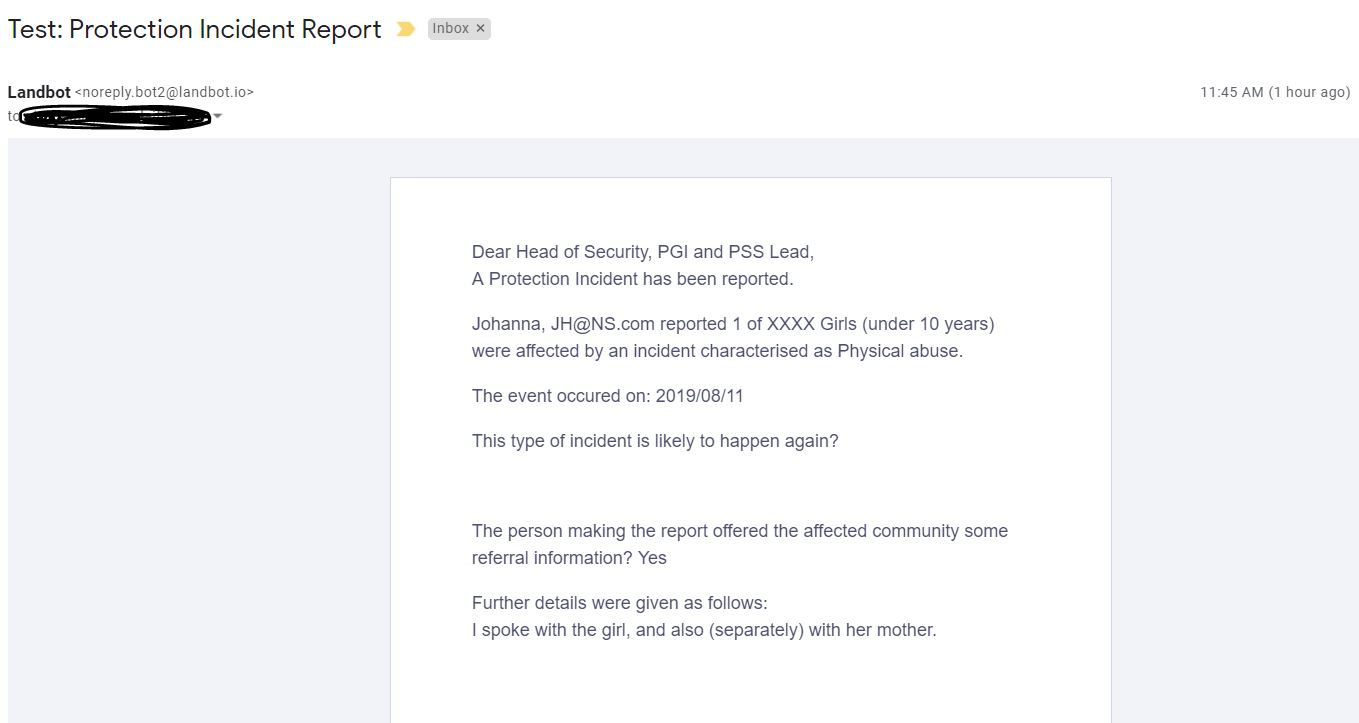 Test: Protection Incident Report Inbox ×
Landbot <noreply.bot2@landbot.io> 11:45 AM (1 hour ago)
to
Dear Head of Security, PGI and PSS Lead,
A Protection Incident has been reported.
Johanna, JH@NS.com reported 1 of XXXX Girls (under 10 years)
were affected by an incident characterised as Physical abuse.
The event occured on: 2019/08/11
This type of incident is likely to happen again?
The person making the report offered the affected community some
referral information? Yes
Further details were given as follows:
I spoke with the girl, and also (separately) with her mother.